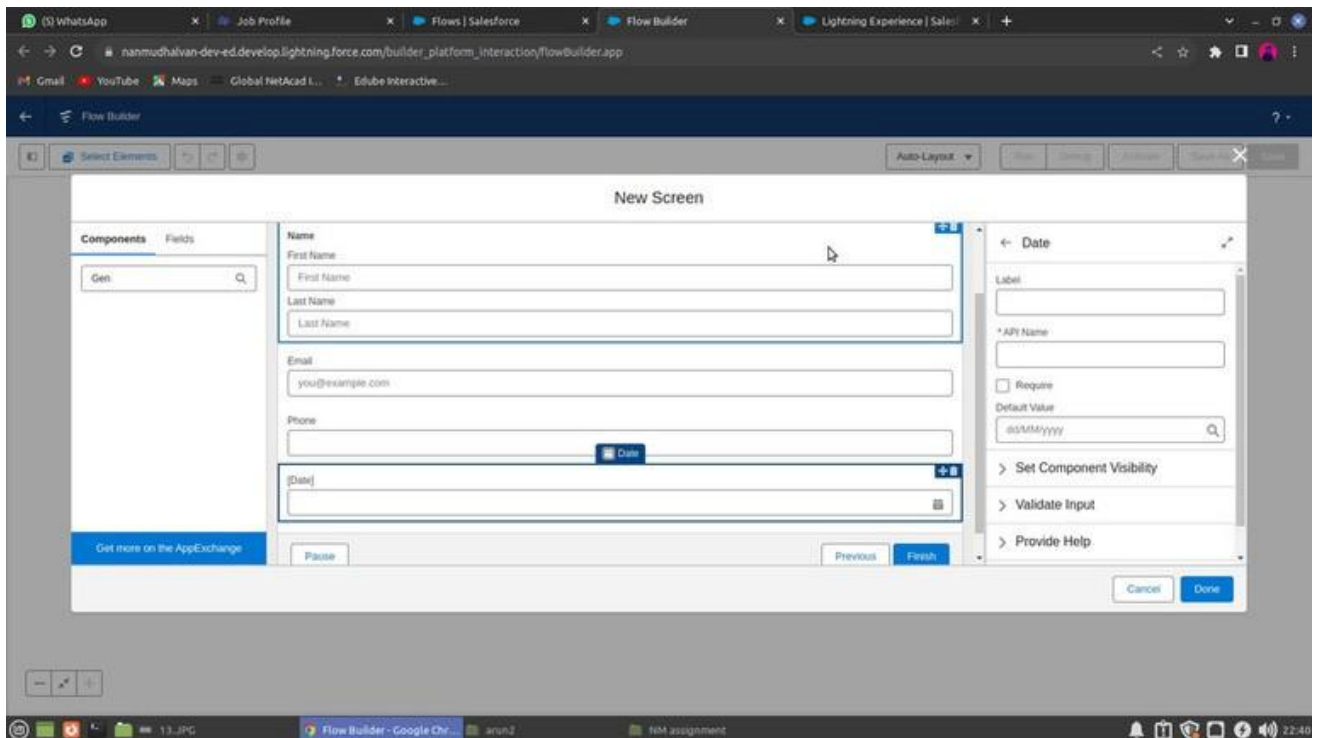 (5) WhatsApp
Job Profile
Flows | Salesforce
Flow Builder
Lightning Experience | Sales
nanmudhalvan-dev-ed.develop.lightning.force.com/builder_platform_interaction/flowBuilder.app
Gmail YouTube Maps Global NetAcad I... Edube Interactive...
Flow Builder
?
Select Elements
Auto-Layout
New Screen
Components Fields
Gen
Get more on the AppExchange
Name
First Name
First Name
Last Name
Last Name
Email
you@example.com
Phone
Date
[Date]
Pause
Previous Finish
Date
Label
* API Name
Require
Default Value
dd/MM/yyyy
Set Component Visibility
Validate Input
Provide Help
Cancel Done
13.JPG
Flow Builder - Google Chr...
arun2
NM assignment
22:40